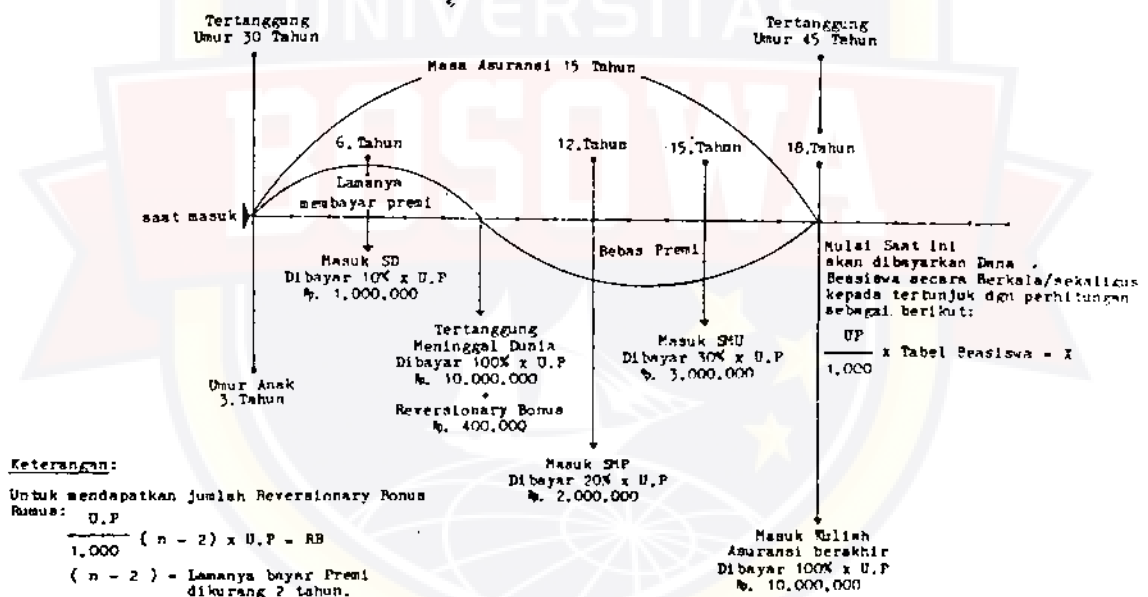 UNIVERSITAS
BOSOWA
Tertanggung
Umur 30 Tahun
Tertanggung
Umur 45 Tahun
Masa Asuransi 15 Tahun
6.Tahun
12.Tahun
15.Tahun
18.Tahun
Lamanya
membayar premi
saat masuk
Bebas Premi
Masuk SD
Dibayar 10% x U.P
Rp. 1,000,000
Mulai Saat ini
akan dibayarkan Dana
Beasiswa secara Berkala/sekaligus
kepada tertunjuk dgn perhitungan
sebagai berikut:
UP
1,000
x Tabel Beasiswa = X
Tertanggung
Meninggal Dunia
Dibayar 100% x U.P
Rp. 10.000,000
+
Reversionary Bonus
Rp. 400,000
Masuk SMU
Dibayar 30% x U.P
Rp. 3,000,000
Umur Anak
3.Tahun
Masuk SMP
Dibayar 20% x U.P
Rp. 2,000,000
Masuk Kuliah
Asuransi berakhir
Dibayar 100% x U.P
Rp. 10,000,000
Keterangan:
Untuk mendapatkan jumlah Reversionary Bonus
Rumus:
U.P
1,000
( n - 2) x U.P = RB
( n - 2 ) = Lamanya bayar Premi
dikurang 2 tahun.